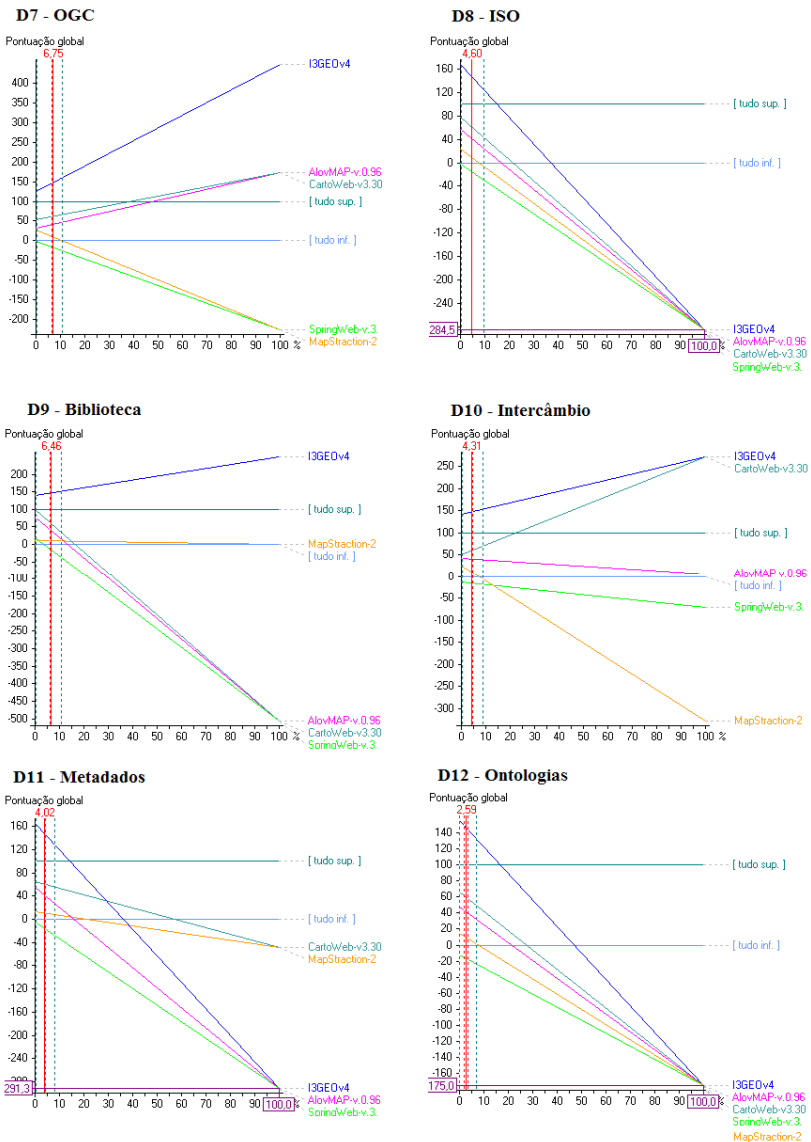 D7 - OGC
Pontuação global
6,75
400
350
300
250
200
150
100
50
0
-50
-100
-150
-200
0 10 20 30 40 50 60 70 80 90 100 %
I3GEOv4
AlovMAP-v.0.96
CartoWeb-v3.30
[ tudo sup. ]
[ tudo inf. ]
SpringWeb-v.3.
MapStraction-2
D8 - ISO
Pontuação global
4,60
160
120
80
40
0
-40
-80
-120
-160
-200
-240
284,5
0 10 20 30 40 50 60 70 80 90 100,0 %
[ tudo sup. ]
[ tudo inf. ]
I3GEOv4
AlovMAP-v.0.96
CartoWeb-v3.30
SpringWeb-v.3.
D9 - Biblioteca
Pontuação global
6,46
200
150
100
50
0
-50
-100
-150
-200
-250
-300
-350
-400
-450
-500
0 10 20 30 40 50 60 70 80 90 100 %
I3GEOv4
[ tudo sup. ]
MapStraction-2
[ tudo inf. ]
AlovMAP-v.0.96
CartoWeb-v3.30
SpringWeb-v.3.
D10 - Intercâmbio
Pontuação global
4,31
250
200
150
100
50
0
-50
-100
-150
-200
-250
-300
0 10 20 30 40 50 60 70 80 90 100 %
I3GEOv4
CartoWeb-v3.30
[ tudo sup. ]
AlovMAP-v.0.96
[ tudo inf. ]
SpringWeb-v.3.
MapStraction-2
D11 - Metadados
Pontuação global
4,02
160
120
80
40
0
-40
-80
-120
-160
-200
-240
-280
291,3
0 10 20 30 40 50 60 70 80 90 100,0 %
[ tudo sup. ]
[ tudo inf. ]
CartoWeb-v3.30
MapStraction-2
I3GEOv4
AlovMAP-v.0.96
SpringWeb-v.3.
D12 - Ontologias
Pontuação global
2,59
140
120
100
80
60
40
20
0
-20
-40
-60
-80
-100
-120
-140
-160
175,0
0 10 20 30 40 50 60 70 80 90 100,0 %
[ tudo sup. ]
[ tudo inf. ]
I3GEOv4
AlovMAP-v.0.96
CartoWeb-v3.30
SpringWeb-v.3.
MapStraction-2